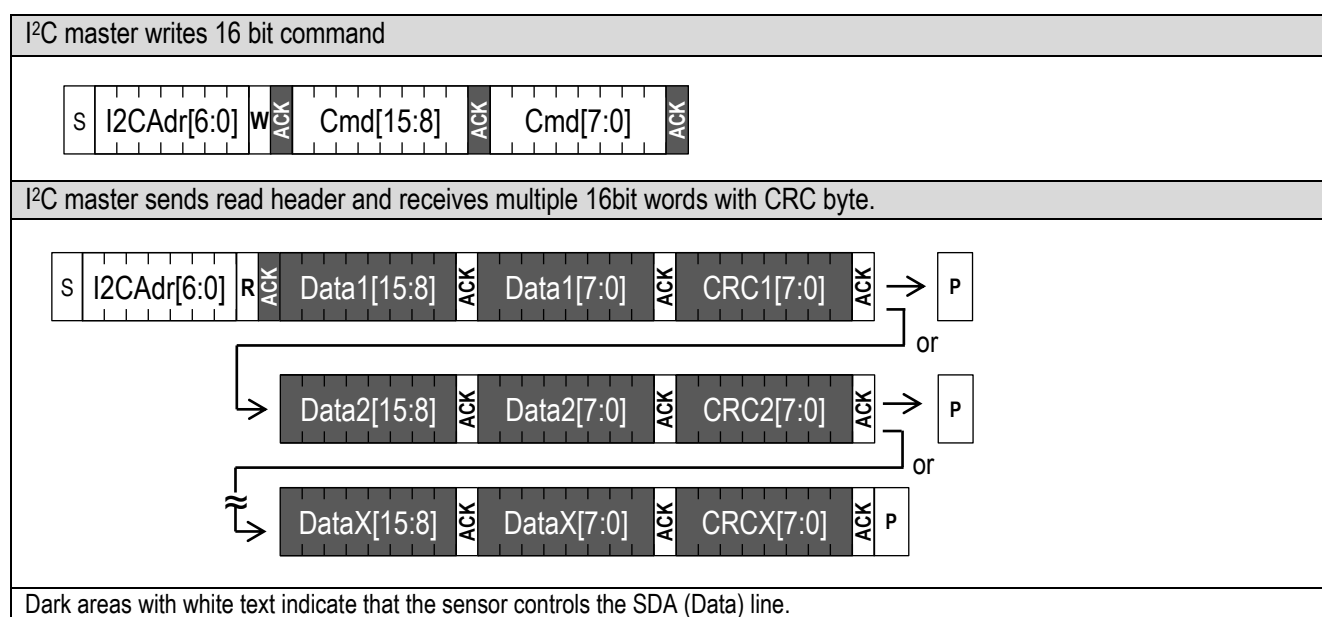 I²C master writes 16 bit command
S I2CAdr[6:0] W ACK Cmd[15:8] ACK Cmd[7:0] ACK
I²C master sends read header and receives multiple 16bit words with CRC byte.
S I2CAdr[6:0] R ACK Data1[15:8] ACK Data1[7:0] ACK CRC1[7:0] ACK P
or
Data2[15:8] ACK Data2[7:0] ACK CRC2[7:0] ACK P
or
DataX[15:8] ACK DataX[7:0] ACK CRCX[7:0] ACK P
Dark areas with white text indicate that the sensor controls the SDA (Data) line.